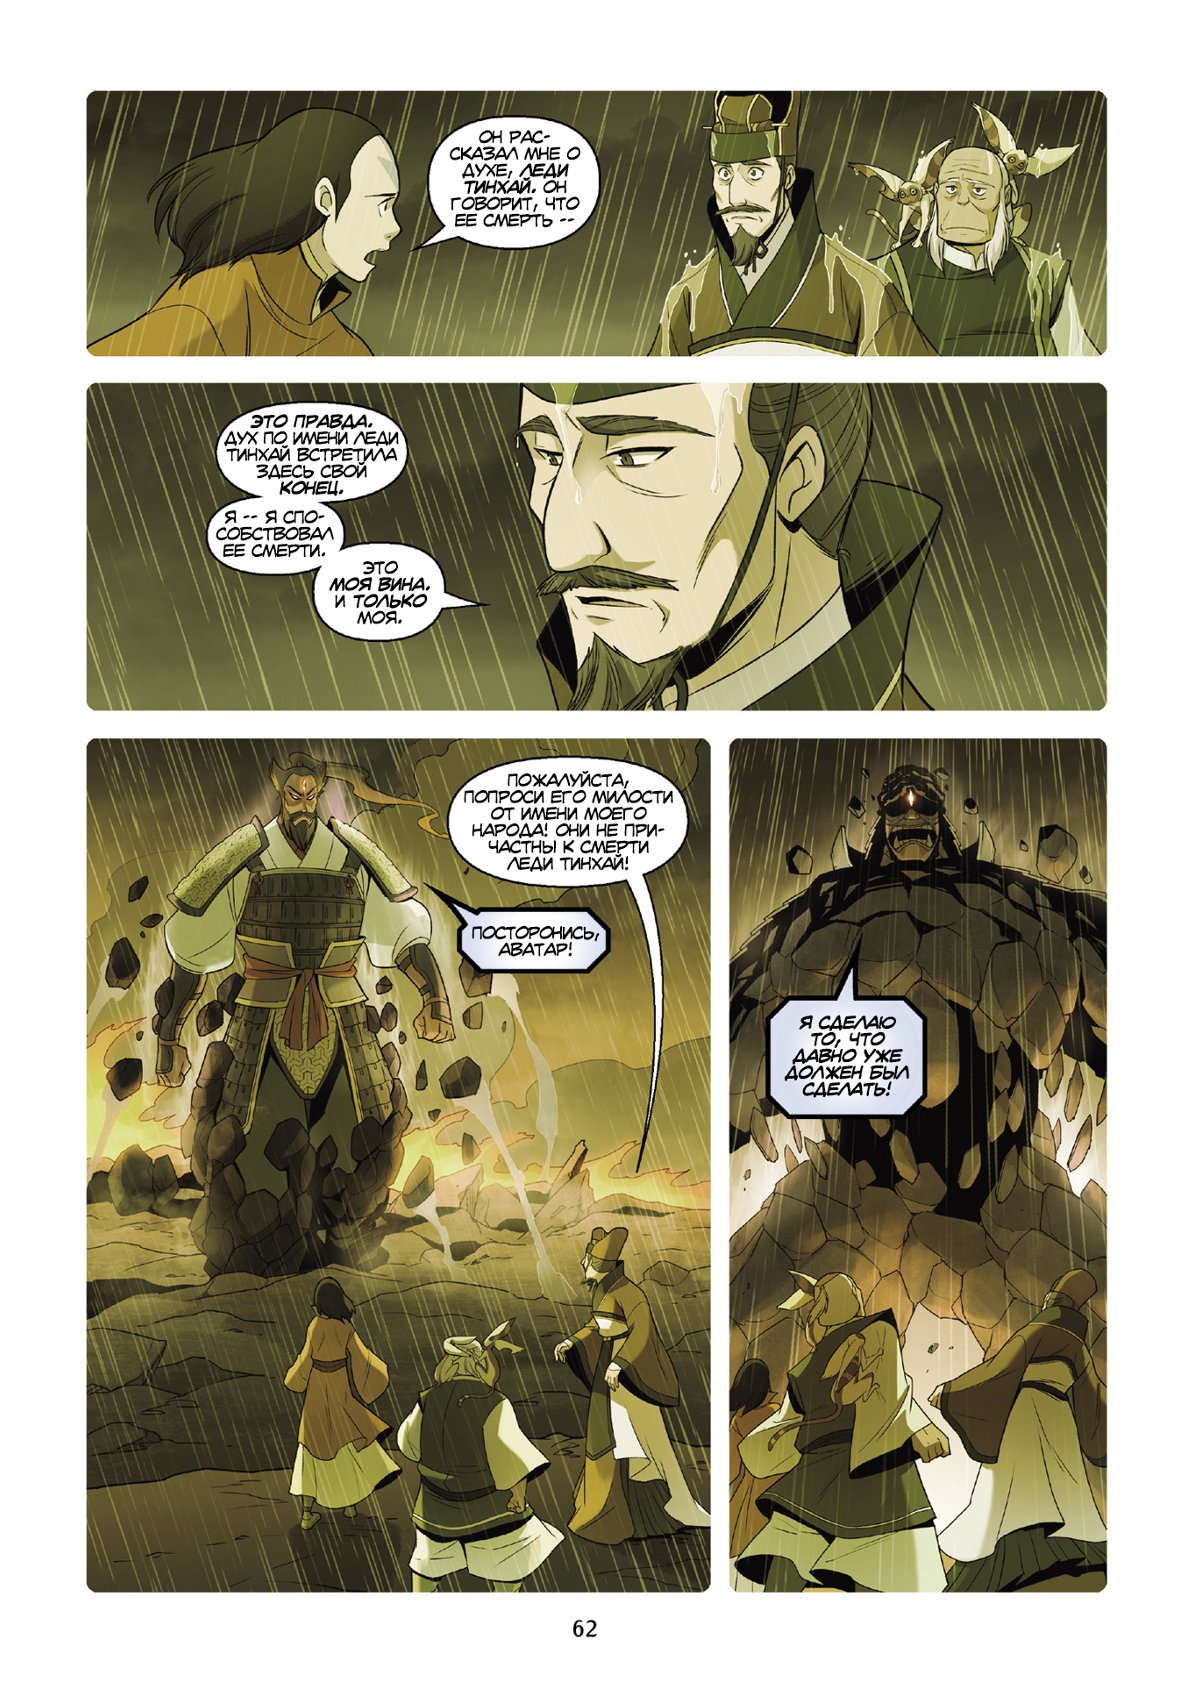 ОН РАС-
СКАЗАЛ МНЕ О
ДУХЕ, ЛЕДИ
ТИНХАЙ. ОН
ГОВОРИТ, ЧТО
ЕЕ СМЕРТЬ --
ЭТО ПРАВДА.
ДУХ ПО ИМЕНИ ЛЕДИ
ТИНХАЙ ВСТРЕТИЛА
ЗДЕСЬ СВОЙ
КОНЕЦ.
Я -- Я СПО-
СОБСТВОВАЛ
ЕЕ СМЕРТИ.
ЭТО
МОЯ ВИНА.
И ТОЛЬКО
МОЯ.
ПОЖАЛУЙСТА,
ПОПРОСИ ЕГО МИЛОСТИ
ОТ ИМЕНИ МОЕГО
НАРОДА! ОНИ НЕ ПРИ-
ЧАСТНЫ К СМЕРТИ
ЛЕДИ ТИНХАЙ!
ПОСТОРОНИСЬ,
АВАТАР!
Я СДЕЛАЮ
ТО, ЧТО
ДАВНО УЖЕ
ДОЛЖЕН БЫЛ
СДЕЛАТЬ!
62